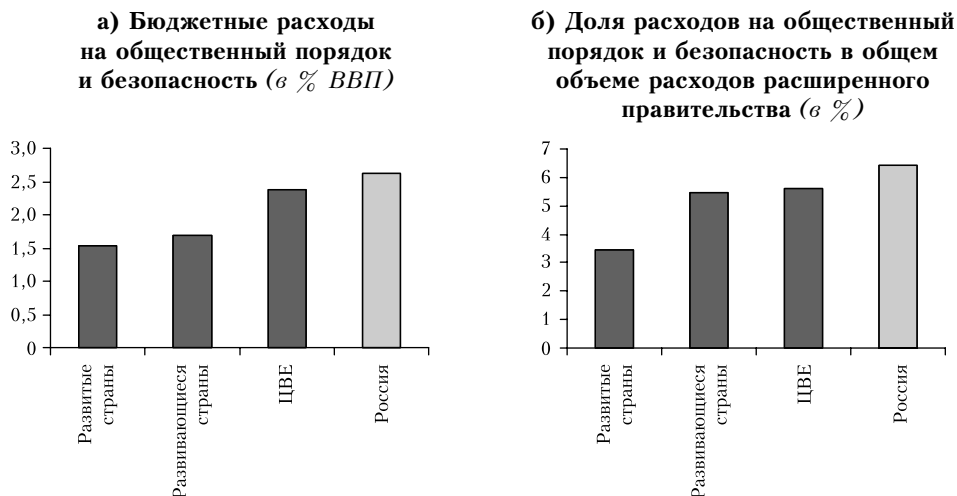 а) Бюджетные расходы
на общественный порядок
и безопасность (в % ВВП)
3,0
2,5
2,0
1,5
1,0
0,5
0
Развитые
страны
Развивающиеся
страны
ЦВЕ
Россия
б) Доля расходов на общественный
порядок и безопасность в общем
объеме расходов расширенного
правительства (в %)
7
6
5
4
3
2
1
0
Развитые
страны
Развивающиеся
страны
ЦВЕ
Россия